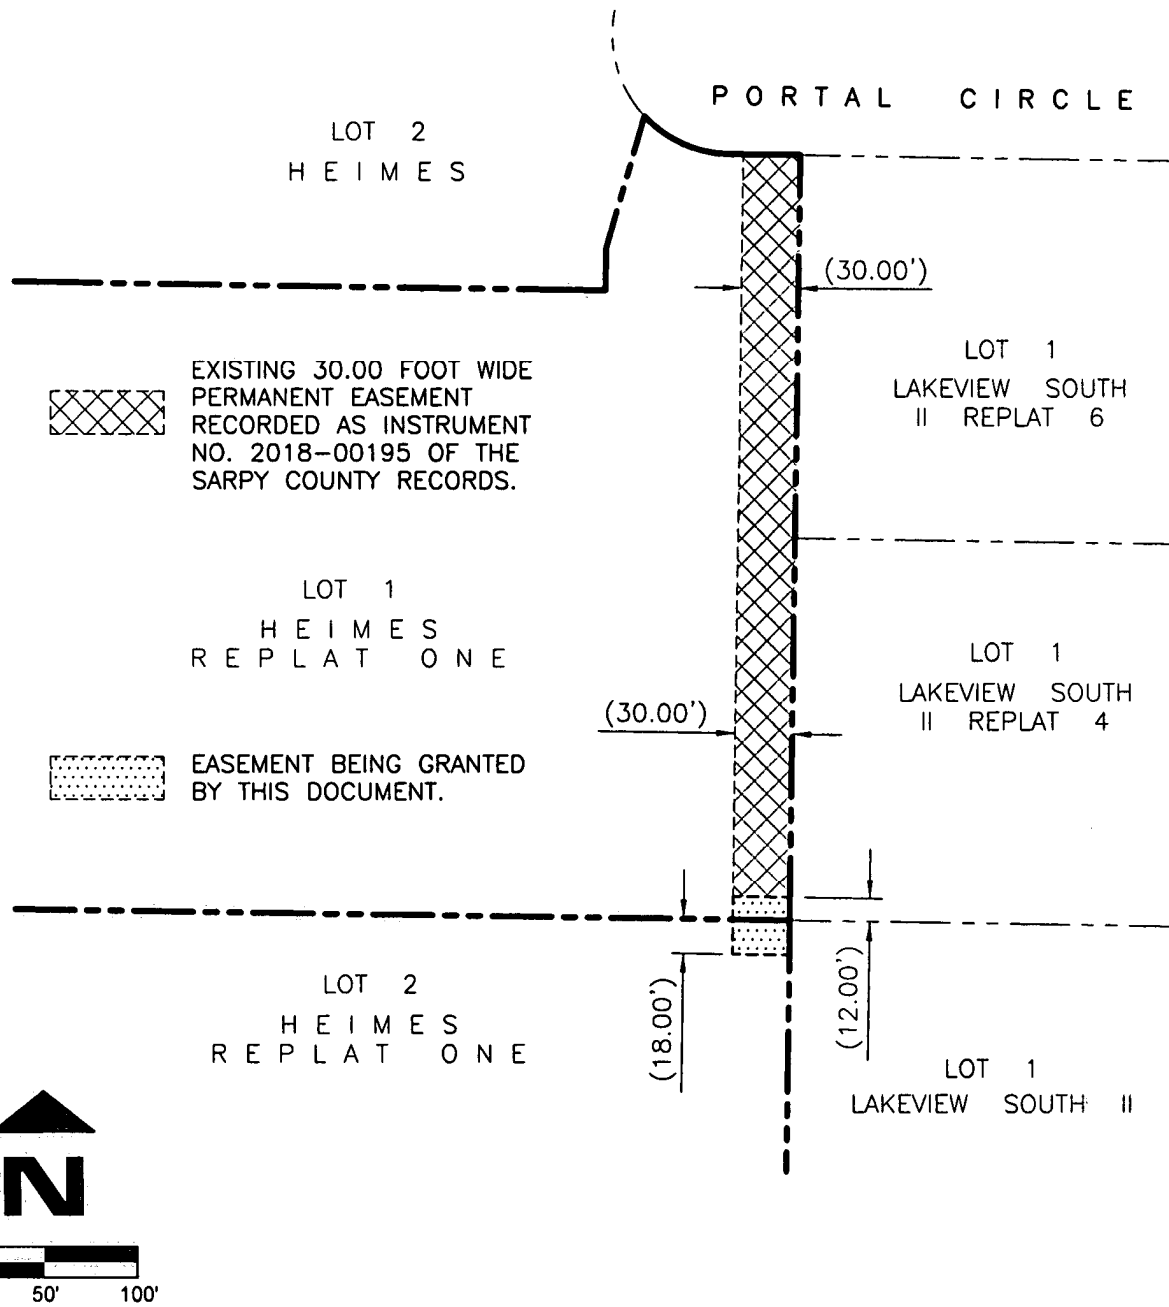 PORTAL CIRCLE
LOT 2
HEIMES
(30.00')
EXISTING 30.00 FOOT WIDE
PERMANENT EASEMENT
RECORDED AS INSTRUMENT
NO. 2018-00195 OF THE
SARPY COUNTY RECORDS.
LOT 1
LAKEVIEW SOUTH
II REPLAT 6
LOT 1
HEIMES
REPLAT ONE
LOT 1
LAKEVIEW SOUTH
II REPLAT 4
(30.00')
EASEMENT BEING GRANTED
BY THIS DOCUMENT.
LOT 2
HEIMES
REPLAT ONE
(18.00')
(12.00')
LOT 1
LAKEVIEW SOUTH II
N
50' 100'